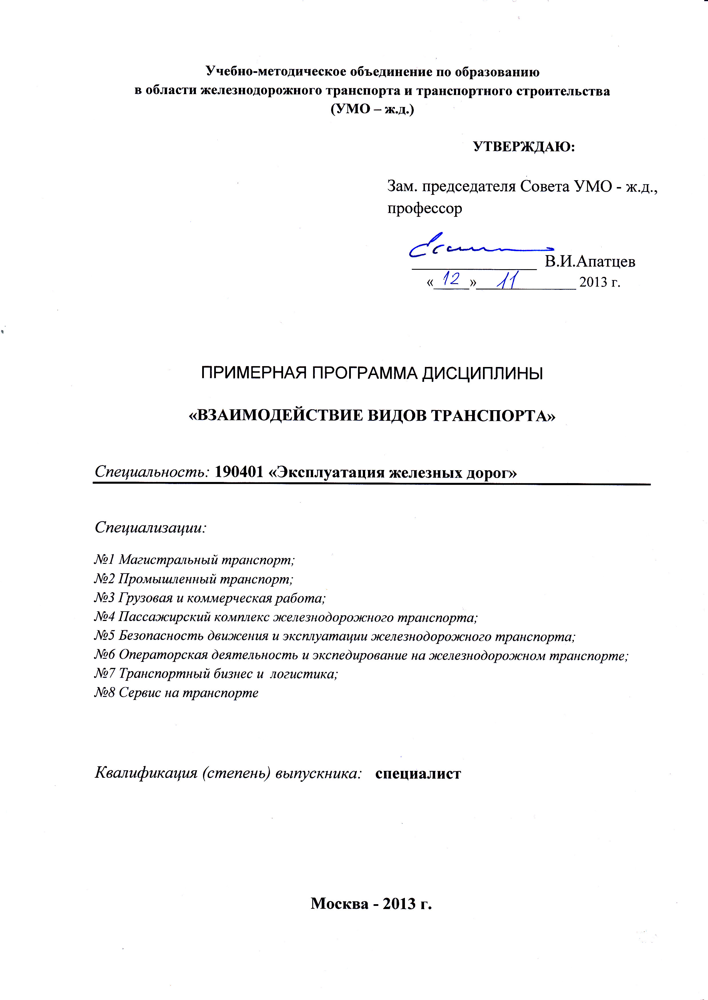 Учебно-методическое объединение по образованию
в области железнодорожного транспорта и транспортного строительства
(УМО – ж.д.)
УТВЕРЖДАЮ:
Зам. председателя Совета УМО - ж.д.,
профессор
______________ В.И.Апатцев
«12» 11 2013 г.
ПРИМЕРНАЯ ПРОГРАММА ДИСЦИПЛИНЫ
«ВЗАИМОДЕЙСТВИЕ ВИДОВ ТРАНСПОРТА»
Специальность: 190401 «Эксплуатация железных дорог»
Специализации:
№1 Магистральный транспорт;
№2 Промышленный транспорт;
№3 Грузовая и коммерческая работа;
№4 Пассажирский комплекс железнодорожного транспорта;
№5 Безопасность движения и эксплуатации железнодорожного транспорта;
№6 Операторская деятельность и экспедирование на железнодорожном транспорте;
№7 Транспортный бизнес и логистика;
№8 Сервис на транспорте
Квалификация (степень) выпускника: специалист
Москва - 2013 г.